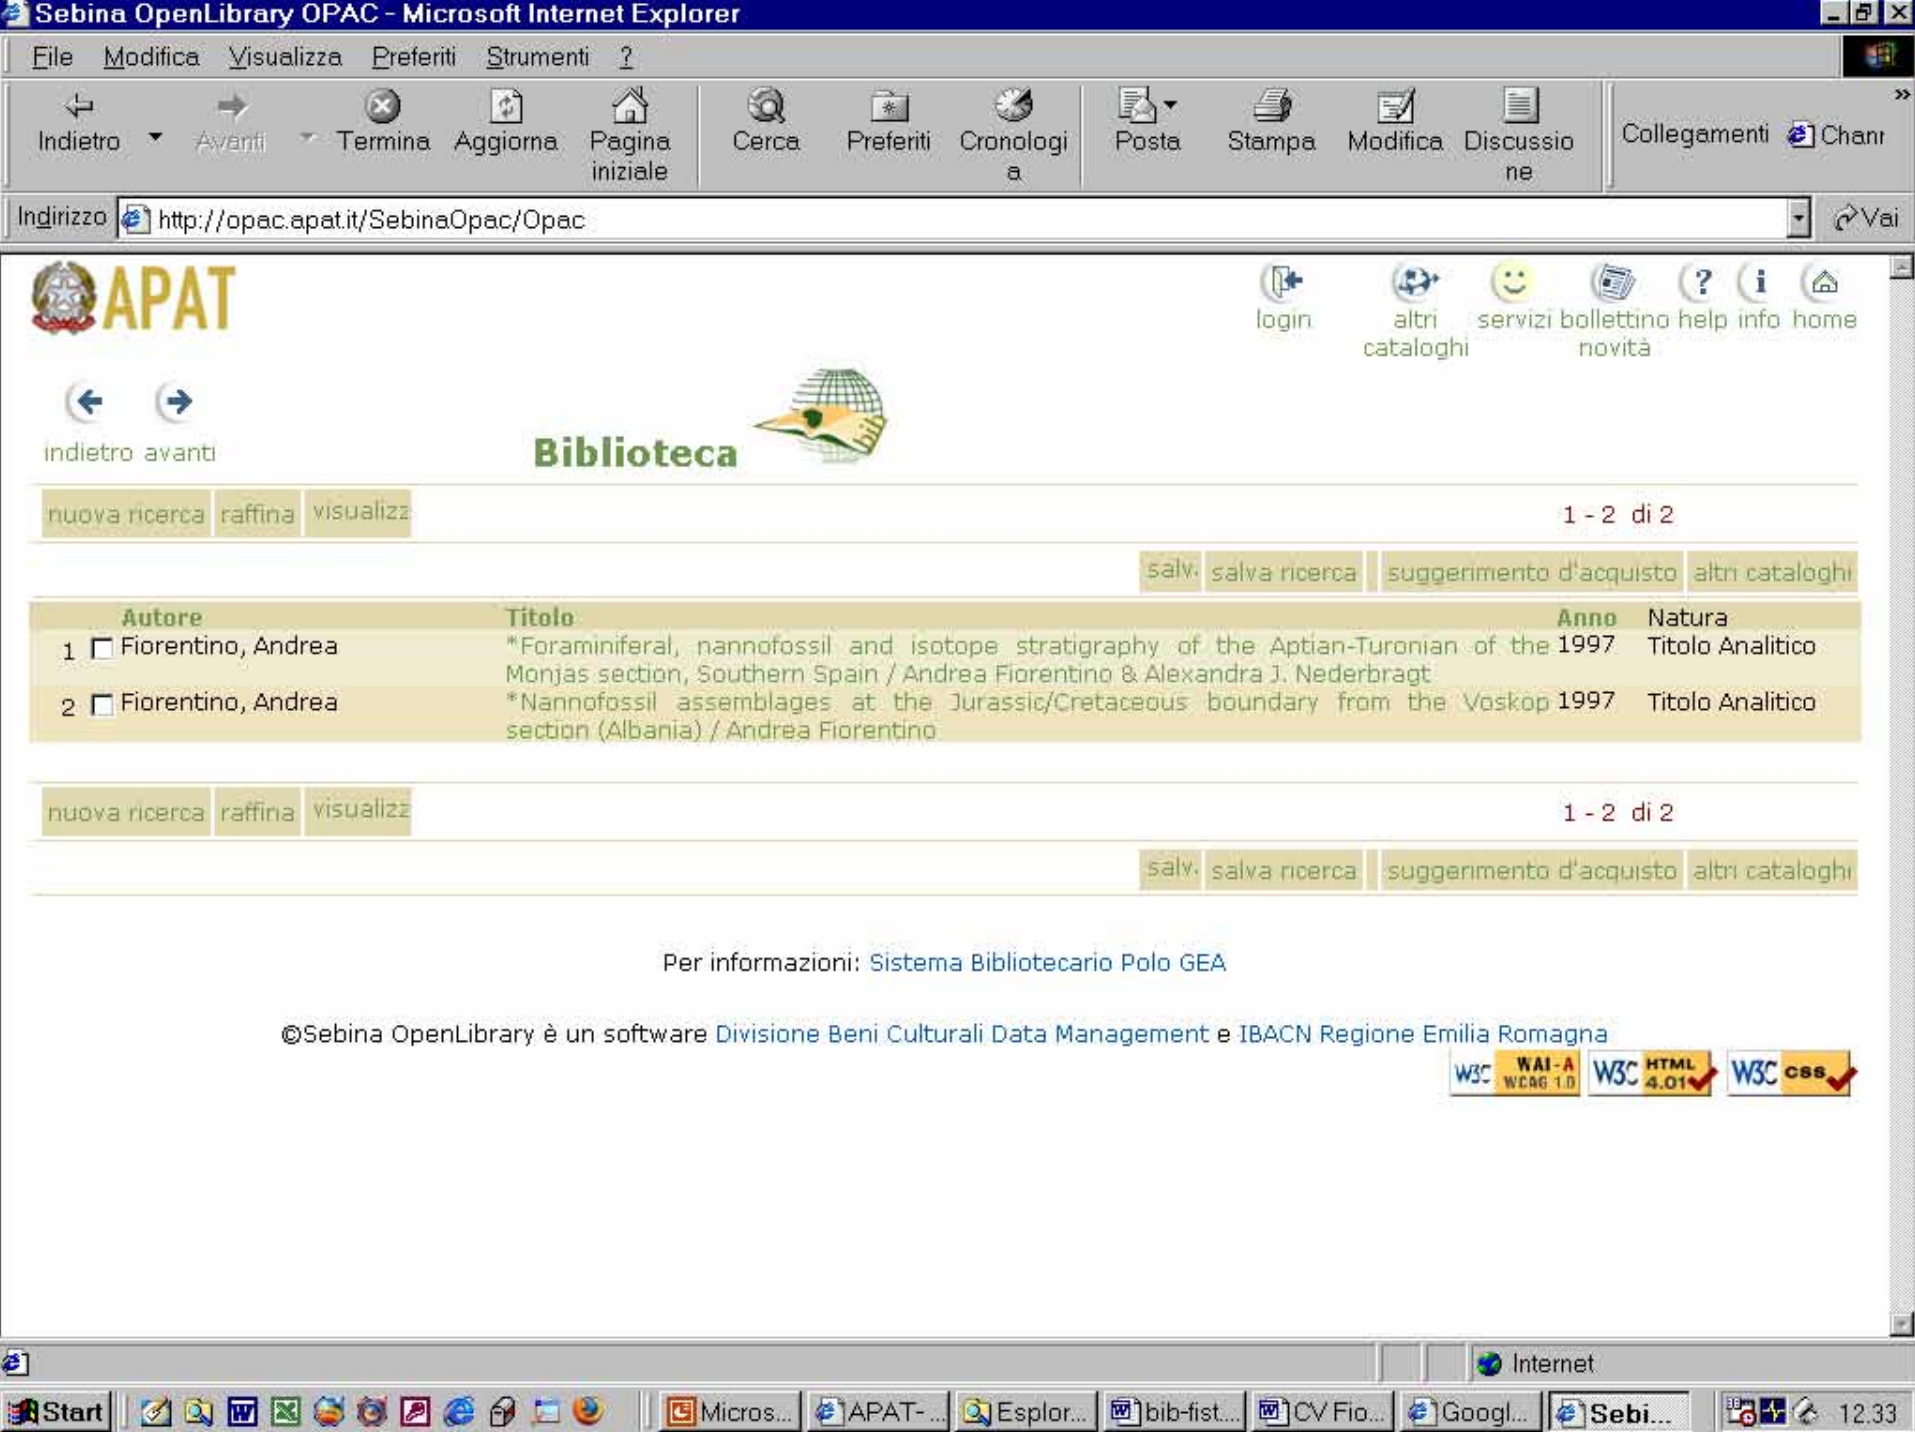 Sebina OpenLibrary OPAC - Microsoft Internet Explorer
File Modifica Visualizza Preferiti Strumenti ?
Indietro Avanti Termina Aggiorna Pagina iniziale Cerca Preferiti Cronologia Posta Stampa Modifica Discussione Collegamenti Chanr »
Indirizzo http://opac.apat.it/SebinaOpac/Opac Vai
APAT
login altri cataloghi servizi bollettino novità help info home
indietro avanti
Biblioteca bib
nuova ricerca raffina visualizz 1 - 2 di 2
salv. salva ricerca suggerimento d'acquisto altri cataloghi
Autore Titolo Anno Natura
1 Fiorentino, Andrea *Foraminiferal, nannofossil and isotope stratigraphy of the Aptian-Turonian of the 1997 Titolo Analitico
Monjas section, Southern Spain / Andrea Fiorentino & Alexandra J. Nederbragt
2 Fiorentino, Andrea *Nannofossil assemblages at the Jurassic/Cretaceous boundary from the Voskop 1997 Titolo Analitico
section (Albania) / Andrea Fiorentino
nuova ricerca raffina visualizz 1 - 2 di 2
salv. salva ricerca suggerimento d'acquisto altri cataloghi
Per informazioni: Sistema Bibliotecario Polo GEA
©Sebina OpenLibrary è un software Divisione Beni Culturali Data Management e IBACN Regione Emilia Romagna
W3C WAI-A WCAG 1.0 W3C HTML 4.01 W3C CSS
Internet
Start Micros... APAT-... Esplor... bib-fist.... CV Fio... Googl... Sebi... 12.33